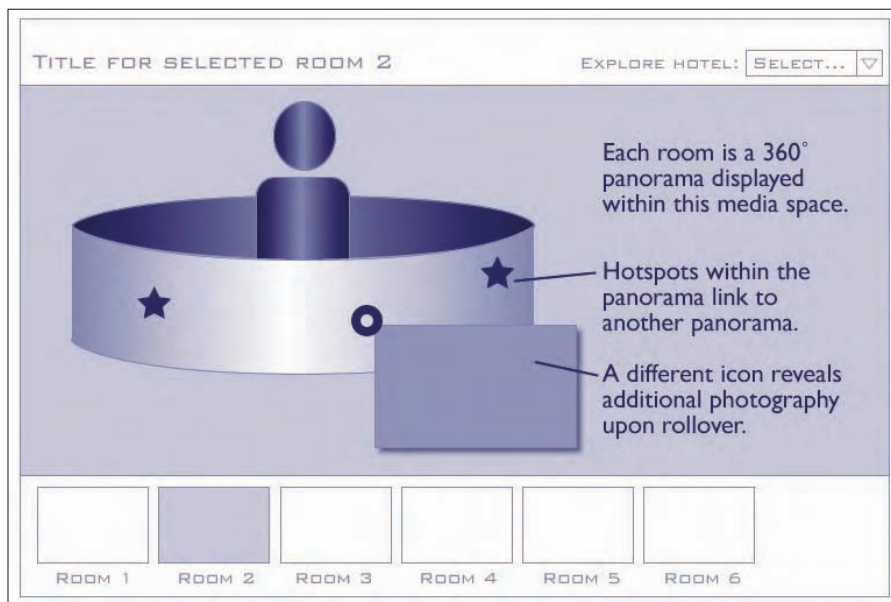 TITLE FOR SELECTED ROOM 2
EXPLORE HOTEL: SELECT...
Each room is a 360°
panorama displayed
within this media space.
Hotspots within the
panorama link to
another panorama.
A different icon reveals
additional photography
upon rollover.
ROOM 1 ROOM 2 ROOM 3 ROOM 4 ROOM 5 ROOM 6